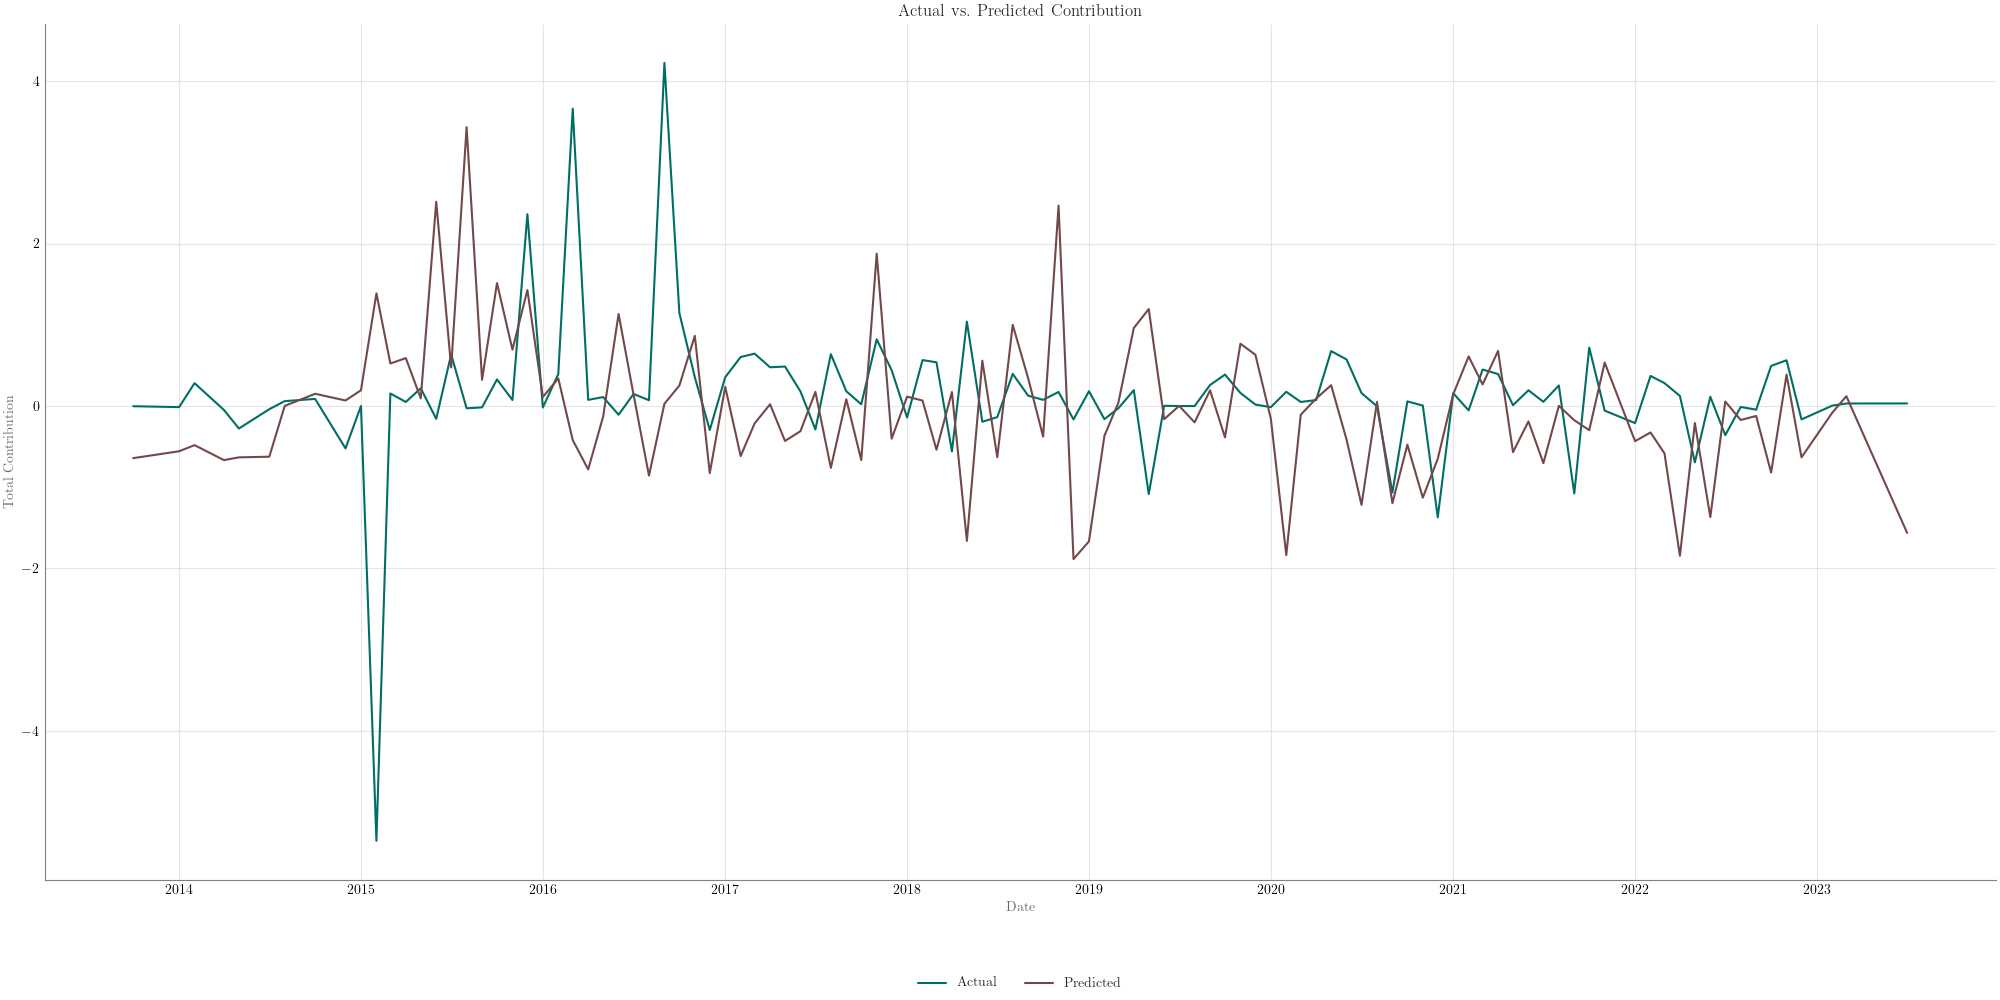 Actual vs. Predicted Contribution
Total Contribution
4
2
0
−2
−4
2014 2015 2016 2017 2018 2019 2020 2021 2022 2023
Date
Actual Predicted